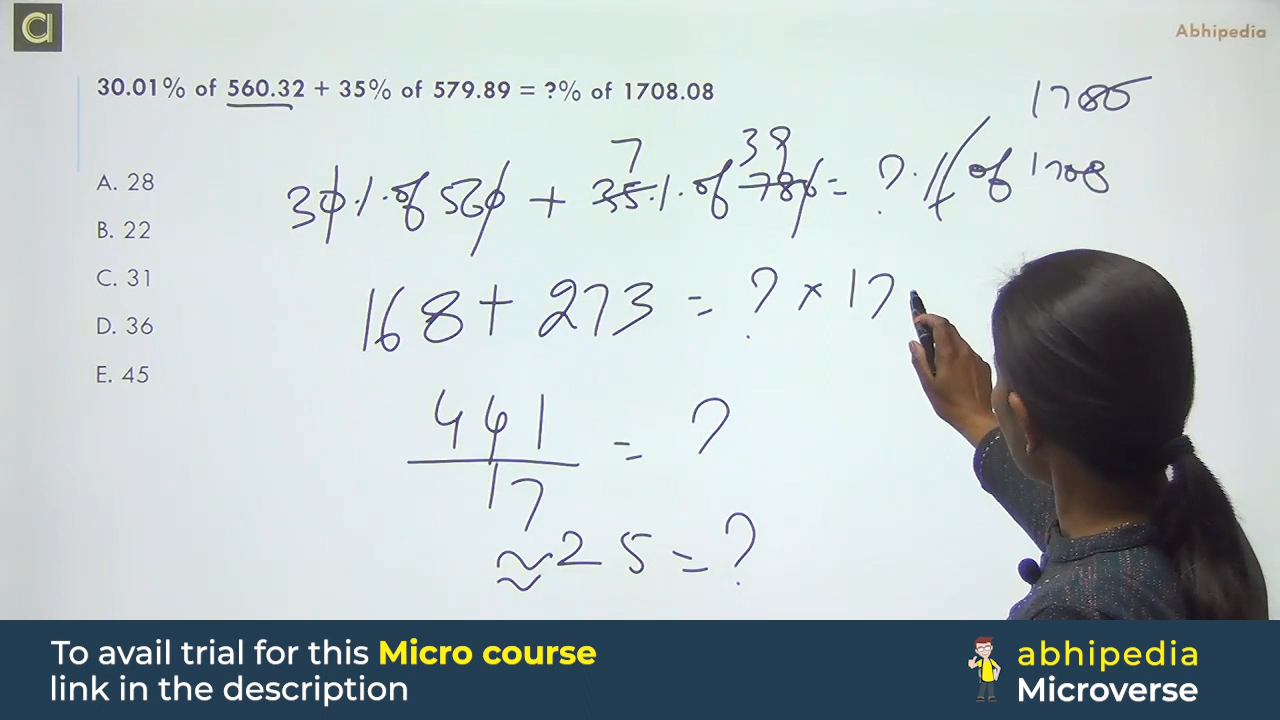 a
Abhipedia
30.01% of 560.32 + 35% of 579.89 = ?% of 1708.08
1786
A. 28
B. 22
C. 31
D. 36
E. 45
7 39
30% of 560 + 35% of 780 = ?% of 1708
168 + 273 = ? × 17
441
17
= ?
≈ 25 = ?
To avail trial for this Micro course
link in the description
abhipedia
Microverse